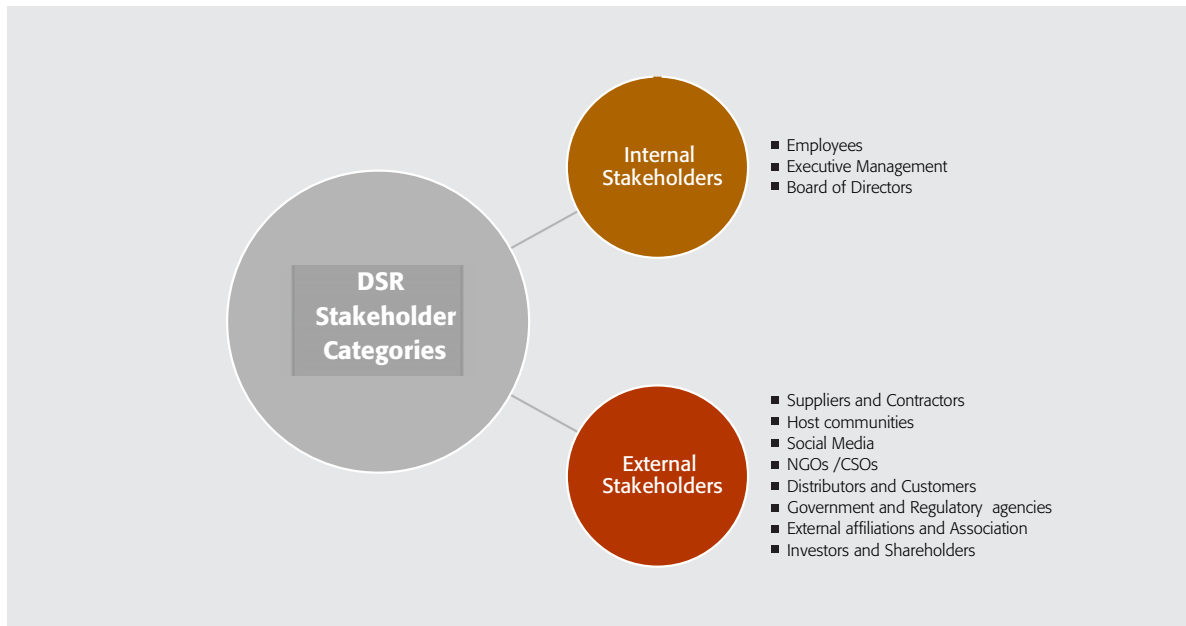 DSR
Stakeholder
Categories
Internal
Stakeholders
Employees
Executive Management
Board of Directors
External
Stakeholders
Suppliers and Contractors
Host communities
Social Media
NGOs /CSOs
Distributors and Customers
Government and Regulatory agencies
External affiliations and Association
Investors and Shareholders